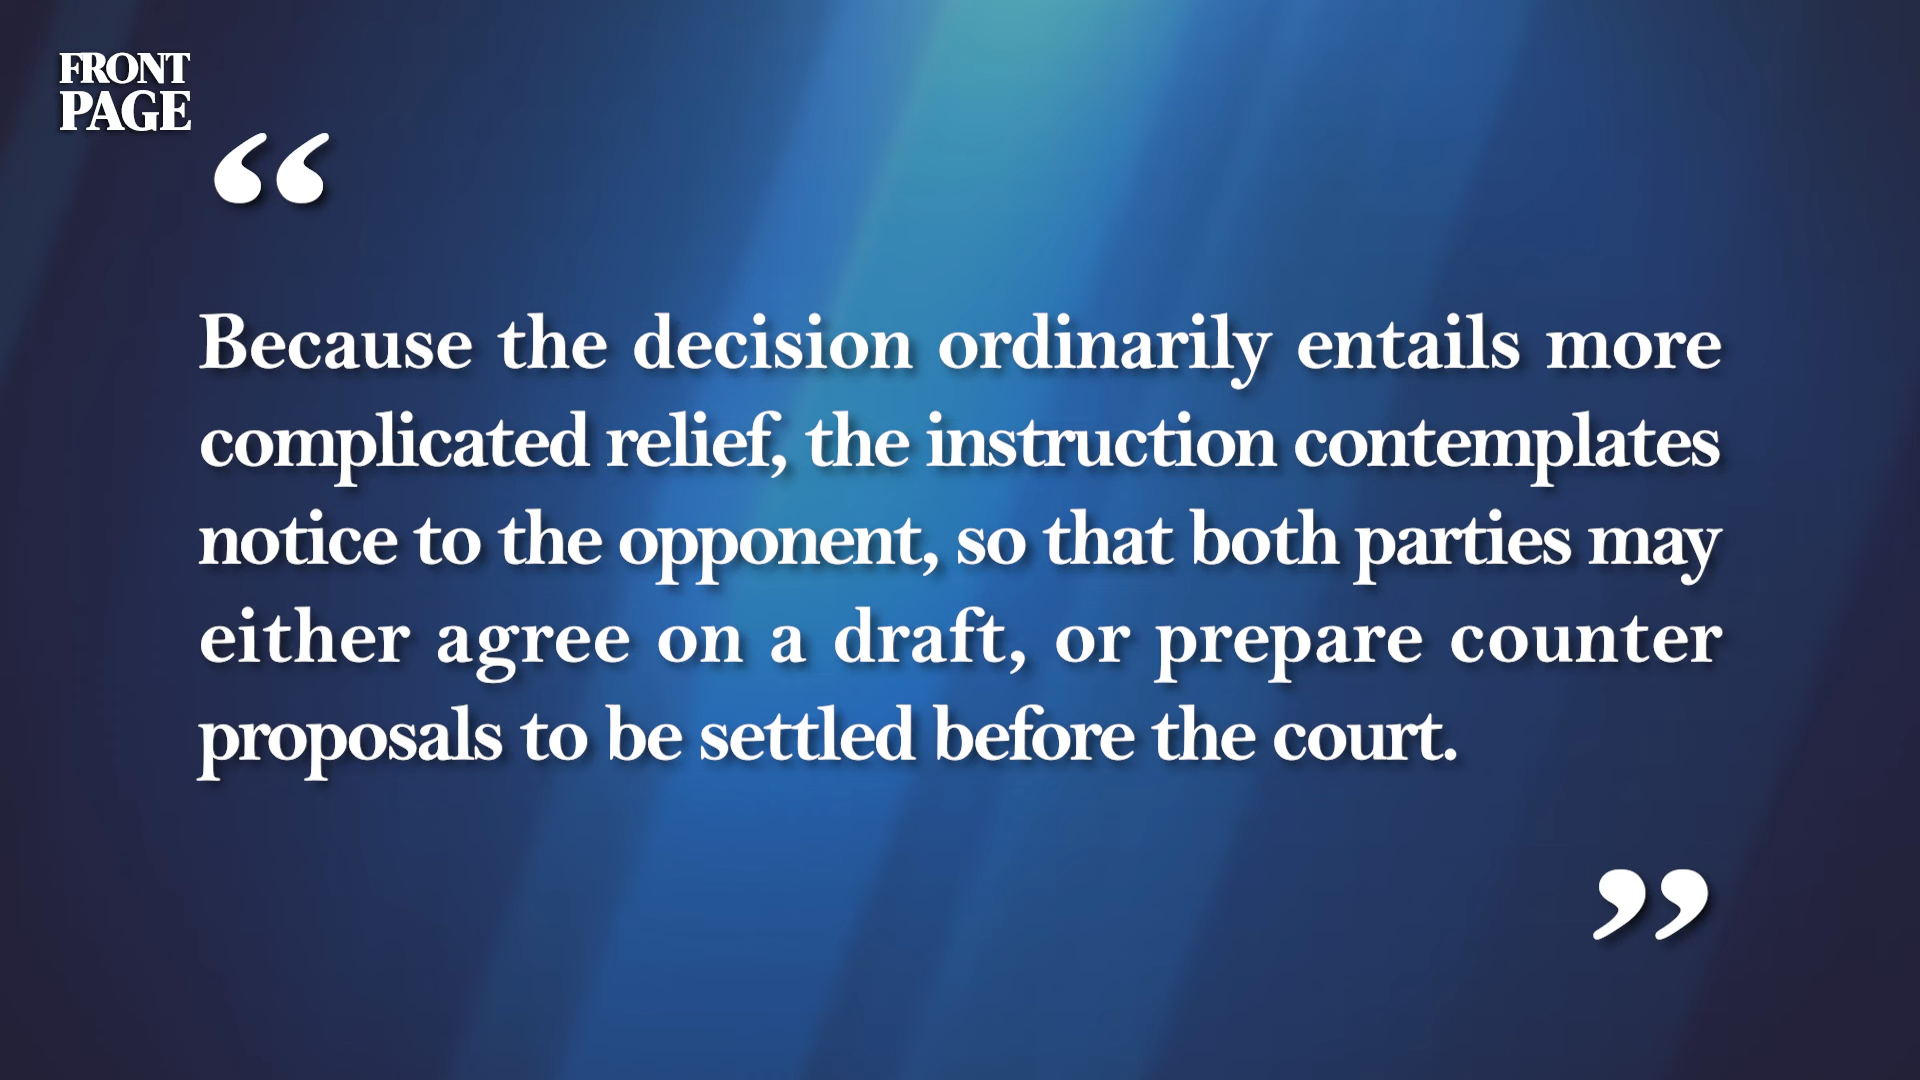 FRONT
PAGE
“
Because the decision ordinarily entails more
complicated relief, the instruction contemplates
notice to the opponent, so that both parties may
either agree on a draft, or prepare counter
proposals to be settled before the court.
”